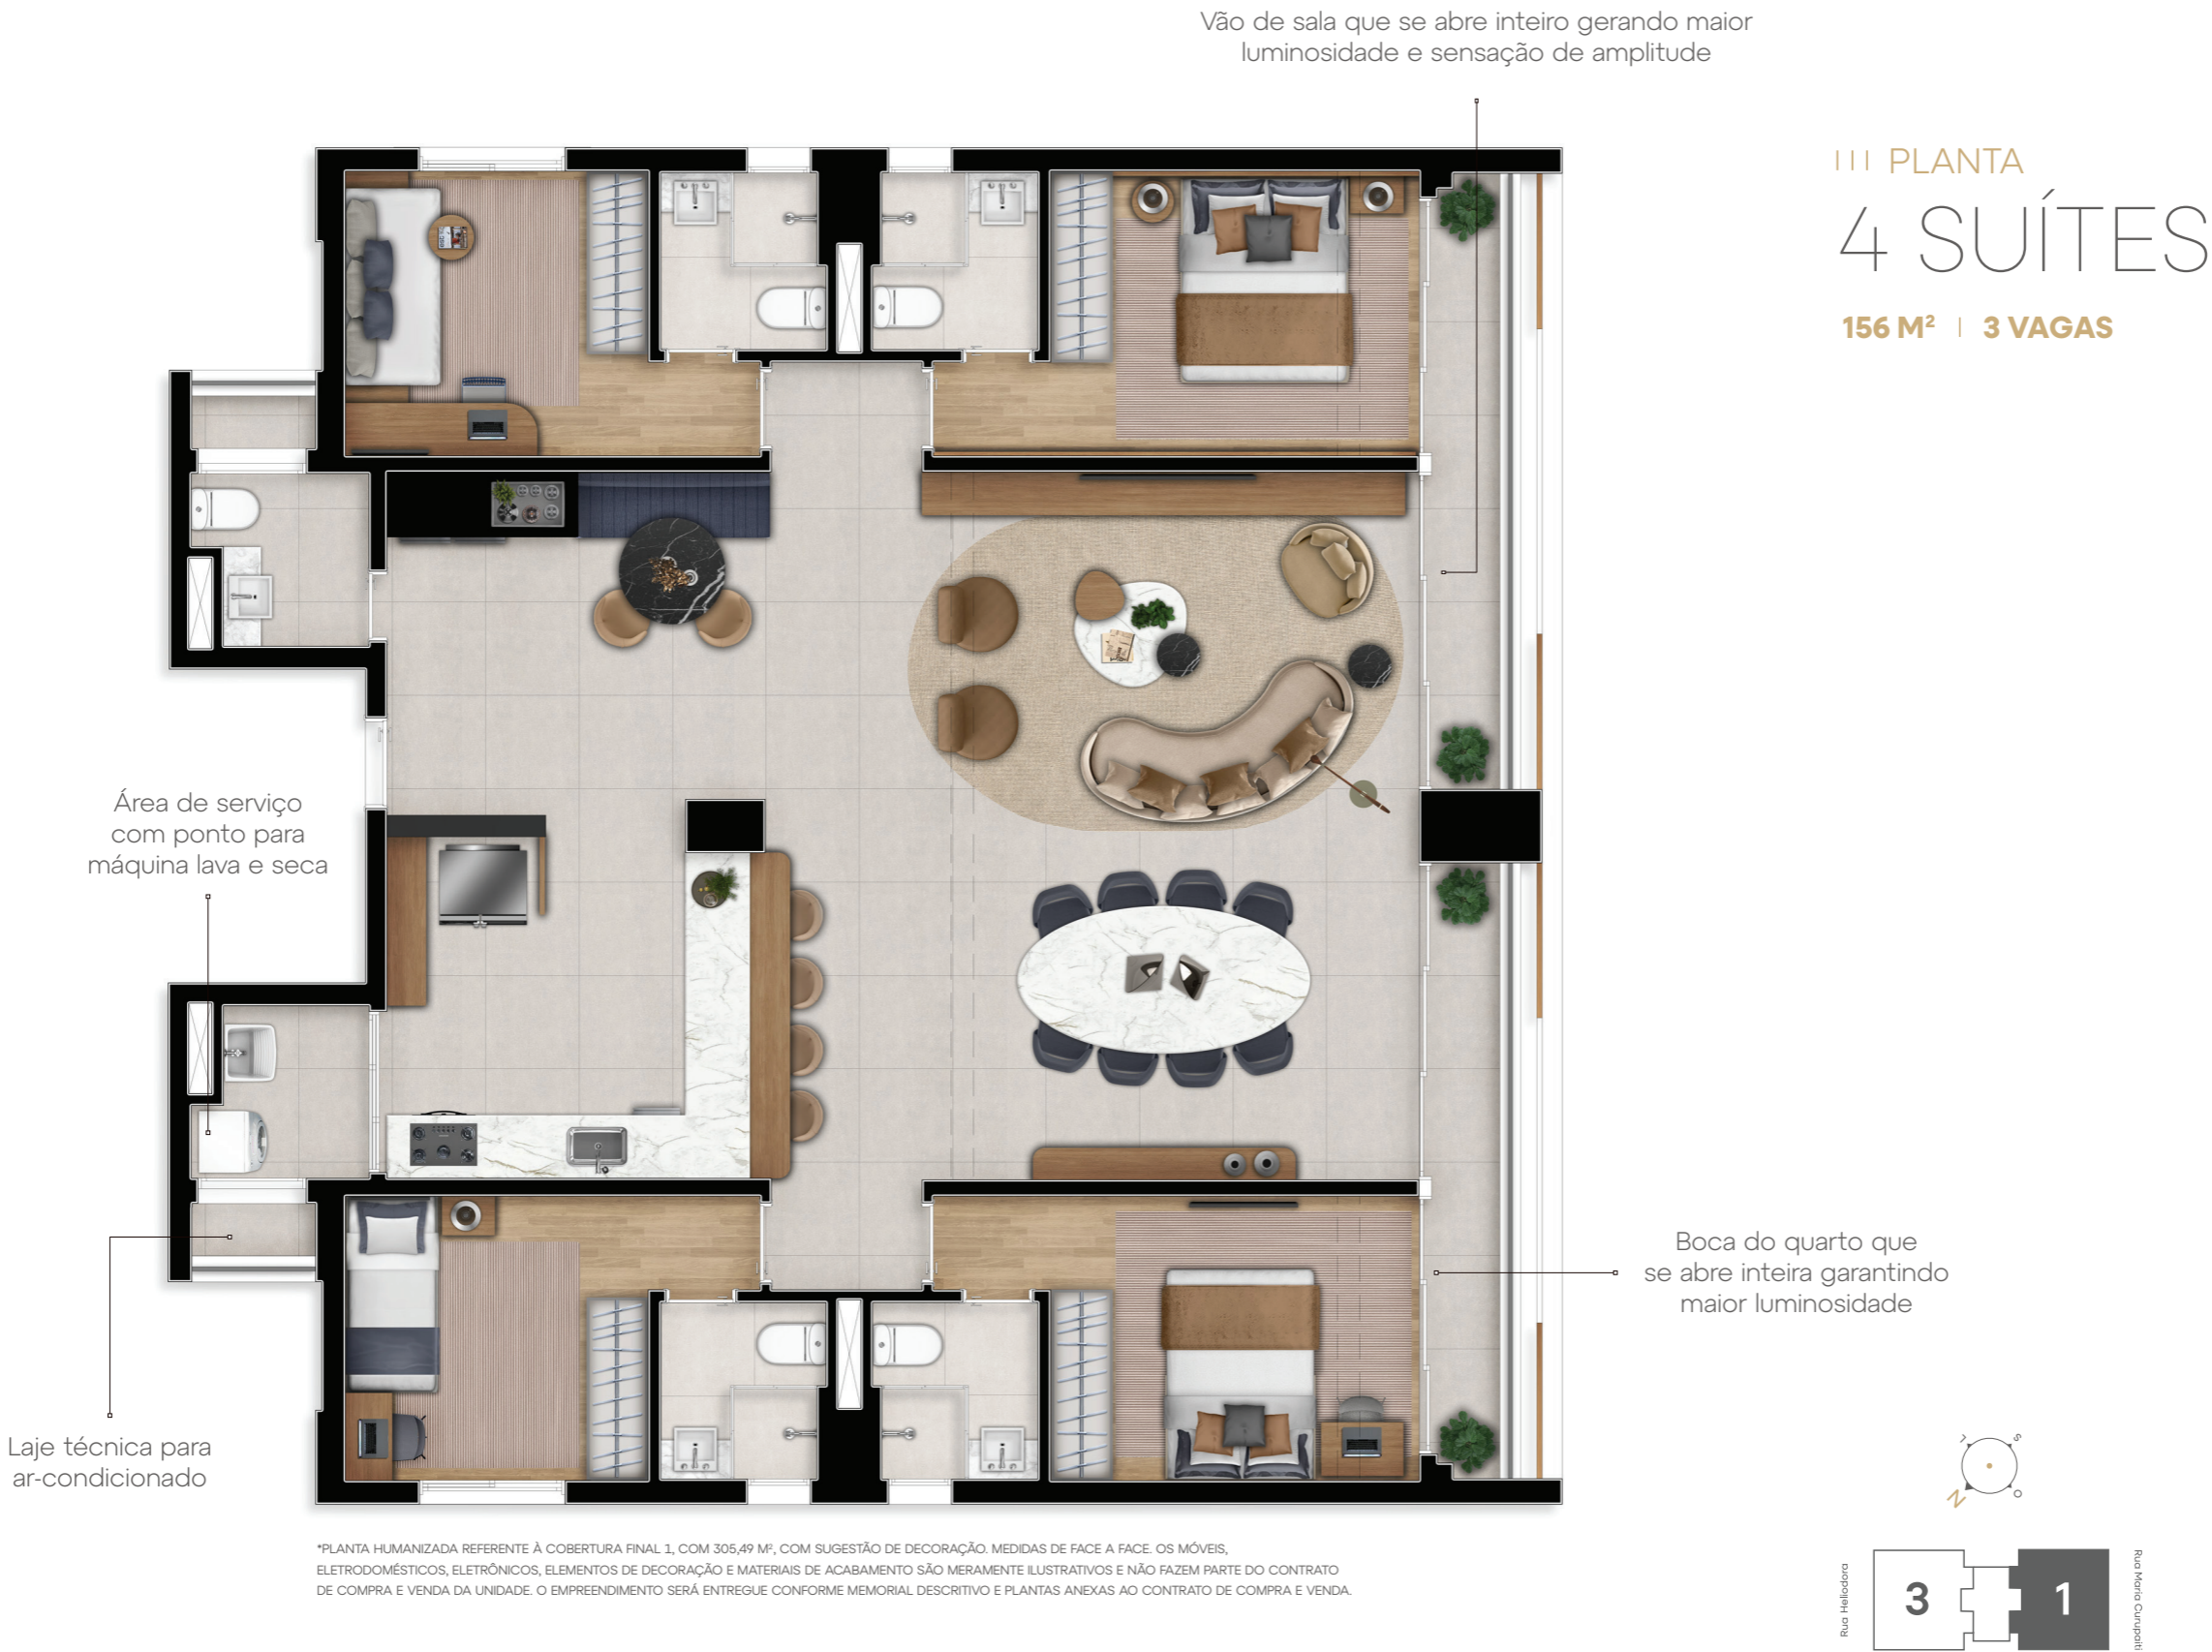 Vão de sala que se abre inteiro gerando maior
luminosidade e sensação de amplitude
PLANTA
4 SUÍTES
156 M² | 3 VAGAS
Área de serviço
com ponto para
máquina lava e seca
Boca do quarto que
se abre inteira garantindo
maior luminosidade
Laje técnica para
ar-condicionado
L
S
N
O
*PLANTA HUMANIZADA REFERENTE À COBERTURA FINAL 1, COM 305,49 M², COM SUGESTÃO DE DECORAÇÃO. MEDIDAS DE FACE A FACE. OS MÓVEIS,
ELETRODOMÉSTICOS, ELETRÔNICOS, ELEMENTOS DE DECORAÇÃO E MATERIAIS DE ACABAMENTO SÃO MERAMENTE ILUSTRATIVOS E NÃO FAZEM PARTE DO CONTRATO
DE COMPRA E VENDA DA UNIDADE. O EMPREENDIMENTO SERÁ ENTREGUE CONFORME MEMORIAL DESCRITIVO E PLANTAS ANEXAS AO CONTRATO DE COMPRA E VENDA.
Rua Heliodora
3
1
Rua Maria Curupaiti